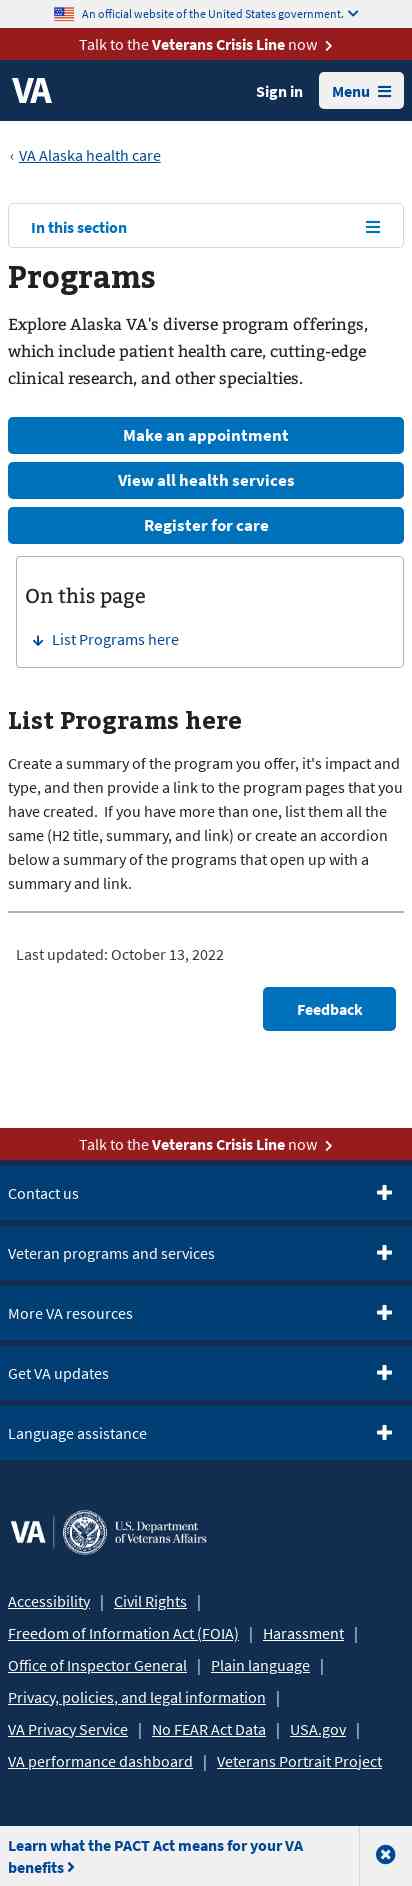 An official website of the United States government.
Talk to the Veterans Crisis Line now
VA
Sign in
Menu
‹ VA Alaska health care
In this section
Programs
Explore Alaska VA's diverse program offerings,
which include patient health care, cutting-edge
clinical research, and other specialties.
Make an appointment
View all health services
Register for care
On this page
List Programs here
List Programs here
Create a summary of the program you offer, it's impact and
type, and then provide a link to the program pages that you
have created.  If you have more than one, list them all the
same (H2 title, summary, and link) or create an accordion
below a summary of the programs that open up with a
summary and link.
Last updated: October 13, 2022
Feedback
Talk to the Veterans Crisis Line now
Contact us
Veteran programs and services
More VA resources
Get VA updates
Language assistance
VA | U.S. Department
of Veterans Affairs
Accessibility | Civil Rights |
Freedom of Information Act (FOIA) | Harassment |
Office of Inspector General | Plain language |
Privacy, policies, and legal information |
VA Privacy Service | No FEAR Act Data | USA.gov |
VA performance dashboard | Veterans Portrait Project
Learn what the PACT Act means for your VA
benefits